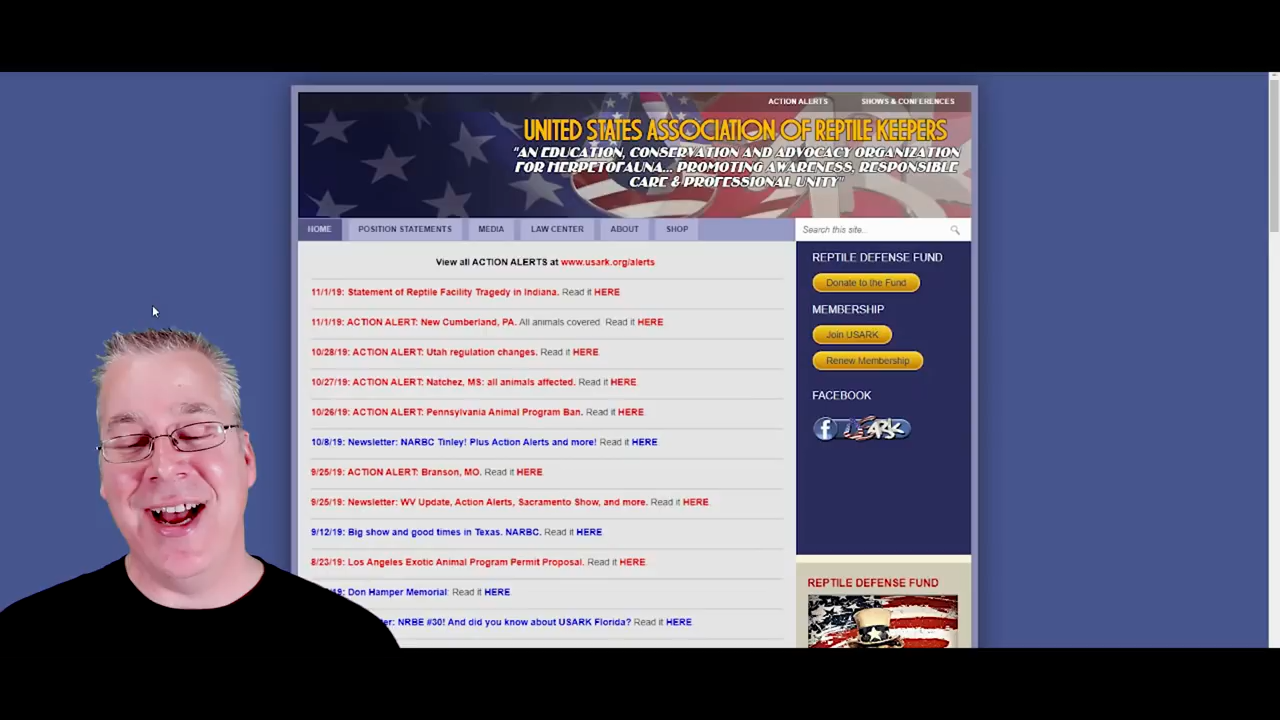 ACTION ALERTS SHOWS & CONFERENCES
UNITED STATES ASSOCIATION OF REPTILE KEEPERS
"AN EDUCATION, CONSERVATION AND ADVOCACY ORGANIZATION
FOR HERPETOFAUNA... PROMOTING AWARENESS, RESPONSIBLE
CARE & PROFESSIONAL UNITY"
HOME POSITION STATEMENTS MEDIA LAW CENTER ABOUT SHOP Search this site...
View all ACTION ALERTS at www.usark.org/alerts
11/1/19: Statement of Reptile Facility Tragedy in Indiana. Read it HERE
11/1/19: ACTION ALERT: New Cumberland, PA. All animals covered. Read it HERE
10/28/19: ACTION ALERT: Utah regulation changes. Read it HERE
10/27/19: ACTION ALERT: Natchez, MS: all animals affected. Read it HERE.
10/26/19: ACTION ALERT: Pennsylvania Animal Program Ban. Read it HERE.
10/8/19: Newsletter: NARBC Tinley! Plus Action Alerts and more! Read it HERE.
9/25/19: ACTION ALERT: Branson, MO. Read it HERE.
9/25/19: Newsletter: WV Update, Action Alerts, Sacramento Show, and more. Read it HERE.
9/12/19: Big show and good times in Texas. NARBC. Read it HERE.
8/23/19: Los Angeles Exotic Animal Program Permit Proposal. Read it HERE.
19: Don Hamper Memorial: Read it HERE.
er: NRBE #30! And did you know about USARK Florida? Read it HERE.
REPTILE DEFENSE FUND
Donate to the Fund
MEMBERSHIP
Join USARK
Renew Membership
FACEBOOK
f USARK
REPTILE DEFENSE FUND